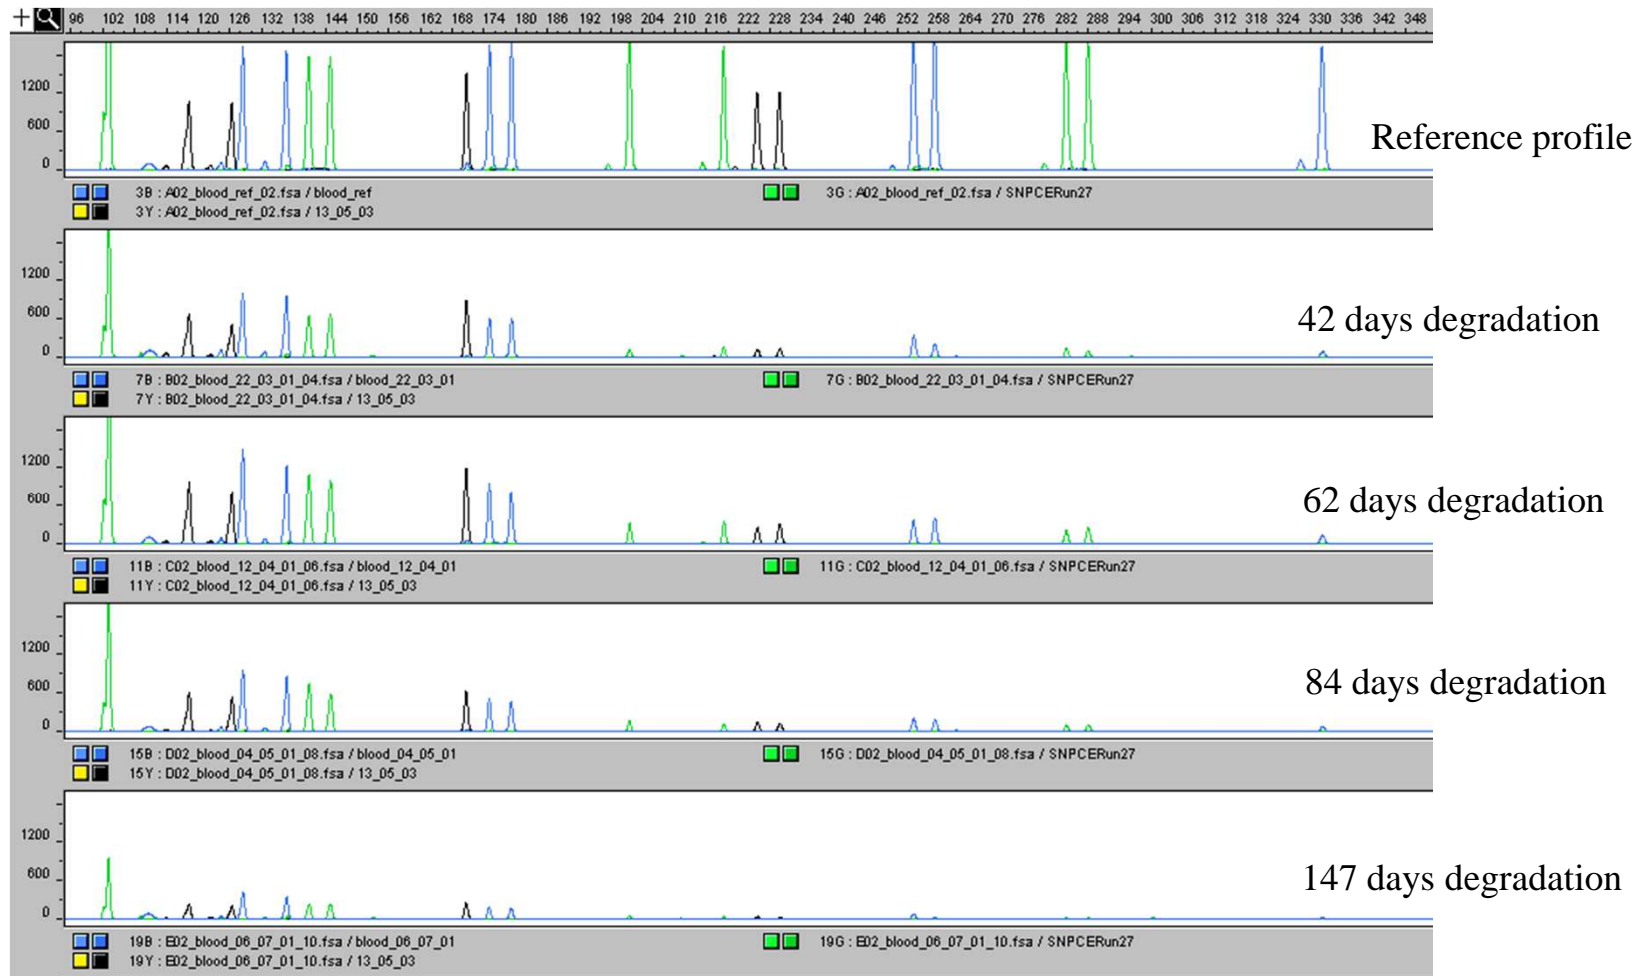 96 102 108 114 120 126 132 138 144 150 156 162 168 174 180 186 192 198 204 210 216 222 228 234 240 246 252 258 264 270 276 282 288 294 300 306 312 318 324 330 336 342 348
1200
600
0
Reference profile
3B : A02_blood_ref_02.fsa / blood_ref 3G : A02_blood_ref_02.fsa / SNPCERun27
3Y : A02_blood_ref_02.fsa / 13_05_03
1200
600
0
42 days degradation
7B : B02_blood_22_03_01_04.fsa / blood_22_03_01 7G : B02_blood_22_03_01_04.fsa / SNPCERun27
7Y : B02_blood_22_03_01_04.fsa / 13_05_03
1200
600
0
62 days degradation
11B : C02_blood_12_04_01_06.fsa / blood_12_04_01 11G : C02_blood_12_04_01_06.fsa / SNPCERun27
11Y : C02_blood_12_04_01_06.fsa / 13_05_03
1200
600
0
84 days degradation
15B : D02_blood_04_05_01_08.fsa / blood_04_05_01 15G : D02_blood_04_05_01_08.fsa / SNPCERun27
15Y : D02_blood_04_05_01_08.fsa / 13_05_03
1200
600
0
147 days degradation
19B : E02_blood_06_07_01_10.fsa / blood_06_07_01 19G : E02_blood_06_07_01_10.fsa / SNPCERun27
19Y : E02_blood_06_07_01_10.fsa / 13_05_03